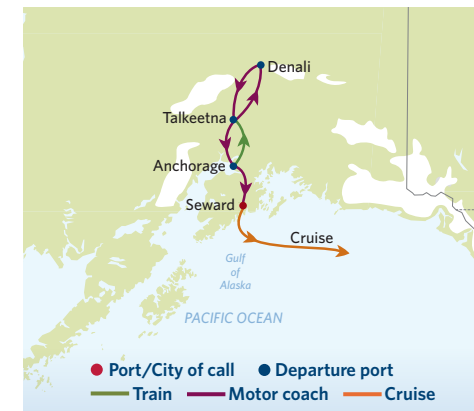 Denali
Talkeetna
Anchorage
Seward
Cruise
Gulf
of
Alaska
PACIFIC OCEAN
Port/City of call Departure port
Train Motor coach Cruise